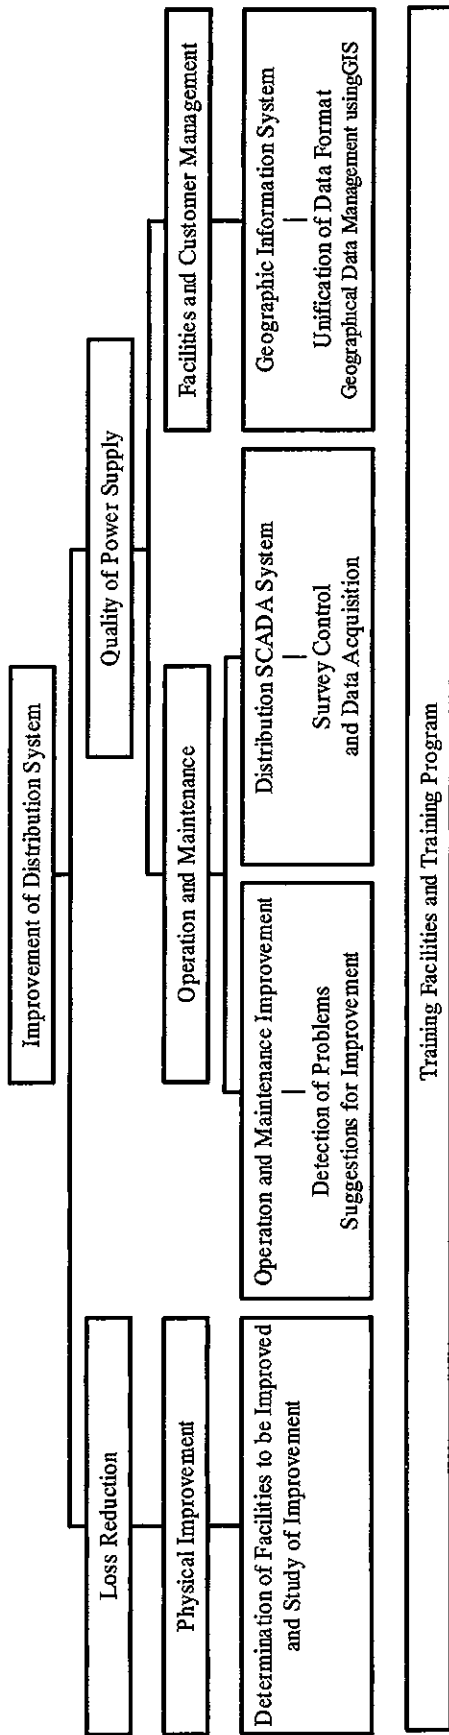 Improvement of Distribution System
Loss Reduction
Quality of Power Supply
Physical Improvement
Operation and Maintenance
Facilities and Customer Management
Determination of Facilities to be Improved
and Study of Improvement
Operation and Maintenance Improvement
Detection of Problems
Suggestions for Improvement
Distribution SCADA System
Survey Control
and Data Acquisition
Geographic Information System
Unification of Data Format
Geographical Data Management usingGIS
Training Facilities and Training Program